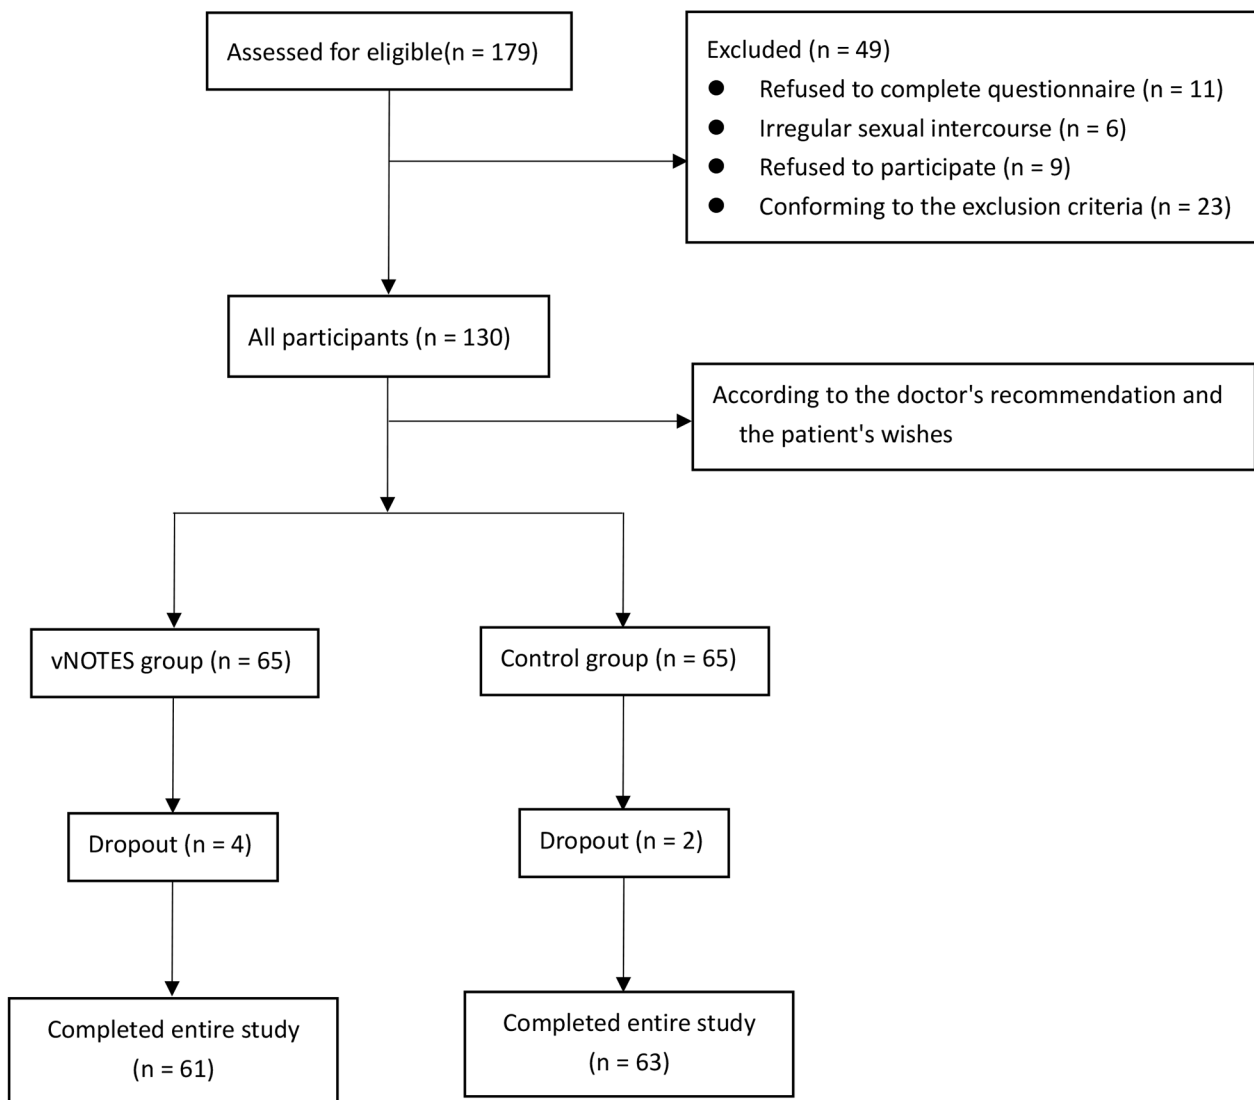 Assessed for eligible(n = 179)
Excluded (n = 49)
● Refused to complete questionnaire (n = 11)
● Irregular sexual intercourse (n = 6)
● Refused to participate (n = 9)
● Conforming to the exclusion criteria (n = 23)
All participants (n = 130)
According to the doctor's recommendation and
the patient's wishes
vNOTES group (n = 65)
Control group (n = 65)
Dropout (n = 4)
Dropout (n = 2)
Completed entire study
(n = 61)
Completed entire study
(n = 63)